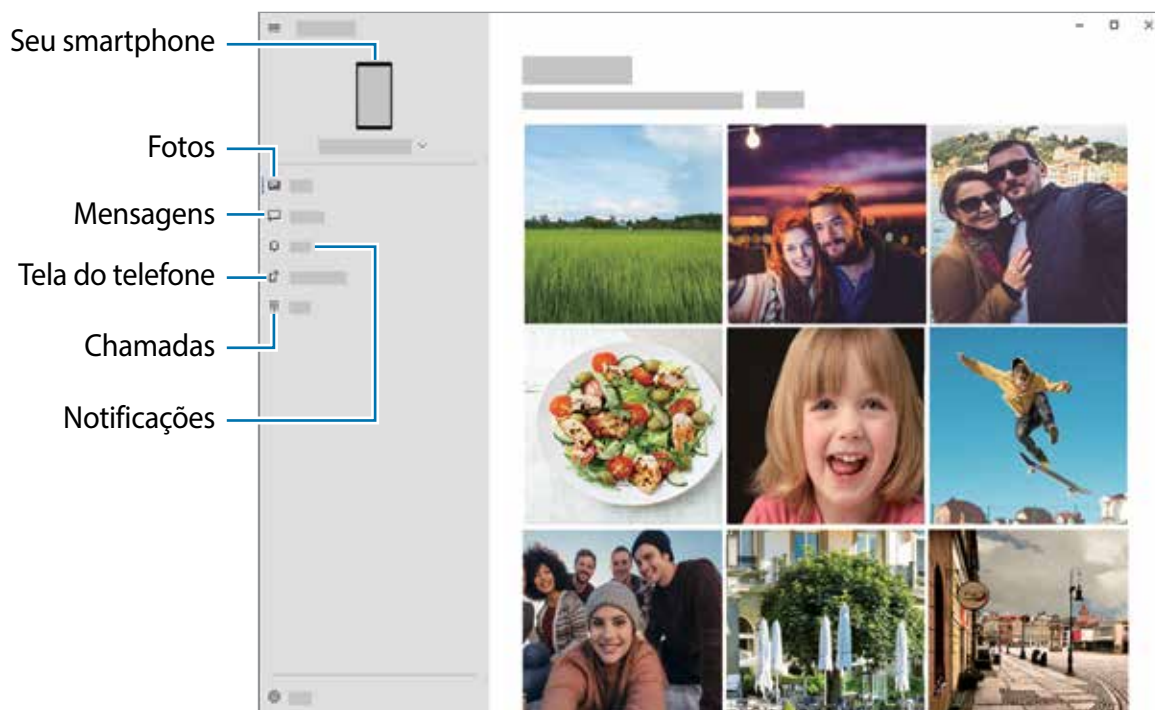 Seu smartphone
Fotos
Mensagens
Tela do telefone
Chamadas
Notificações